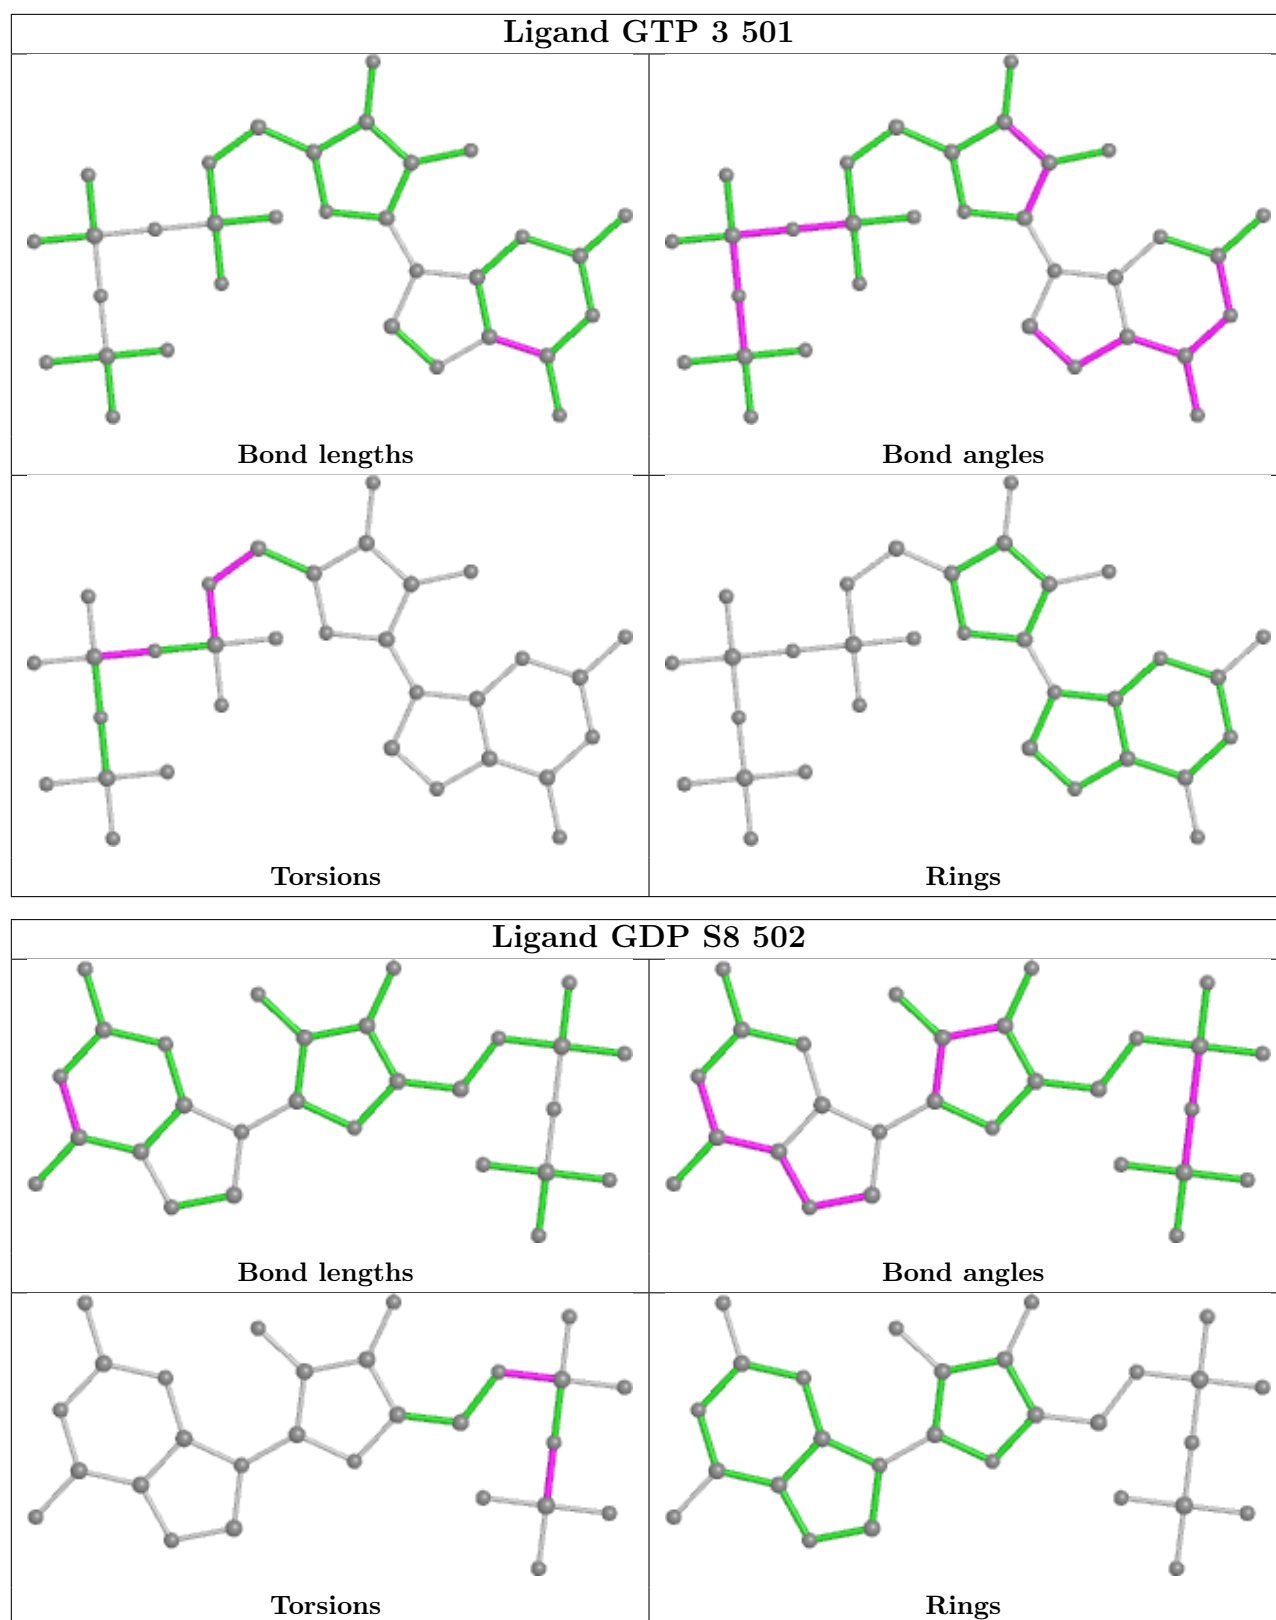 Ligand GTP 3 501
Bond lengths
Bond angles
Torsions
Rings
Ligand GDP S8 502
Bond lengths
Bond angles
Torsions
Rings